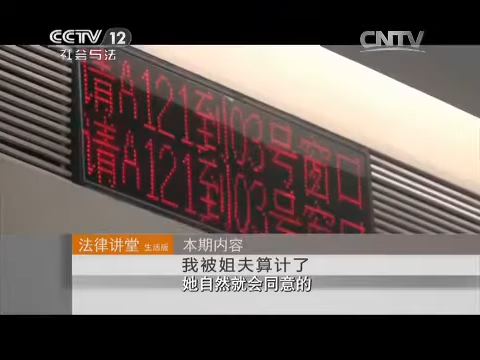 CCTV 12
社会与法
CNTV
请A121到03号窗口
请A121到03号窗口
法律讲堂 生活版 本期内容
我被姐夫算计了
她自然就会同意的